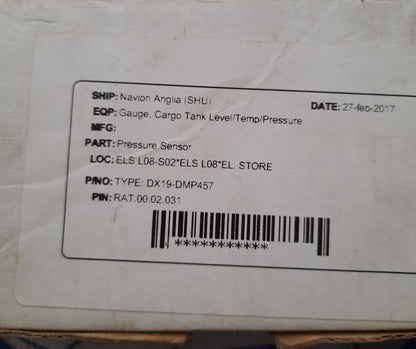 SHIP: Navion Anglia (SHU) DATE: 27-feb-2017
EQP: Gauge, Cargo Tank Level/Temp/Pressure
MFG:
PART: Pressure Sensor
LOC: ELS L08-S02*ELS L08*EL. STORE
P/NO: TYPE: DX19-DMP457
PIN: RAT.00.02.031
***********